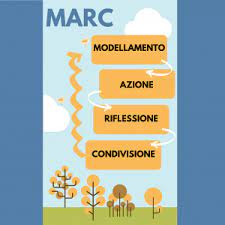 MARC
MODELLAMENTO
AZIONE
RIFLESSIONE
CONDIVISIONE